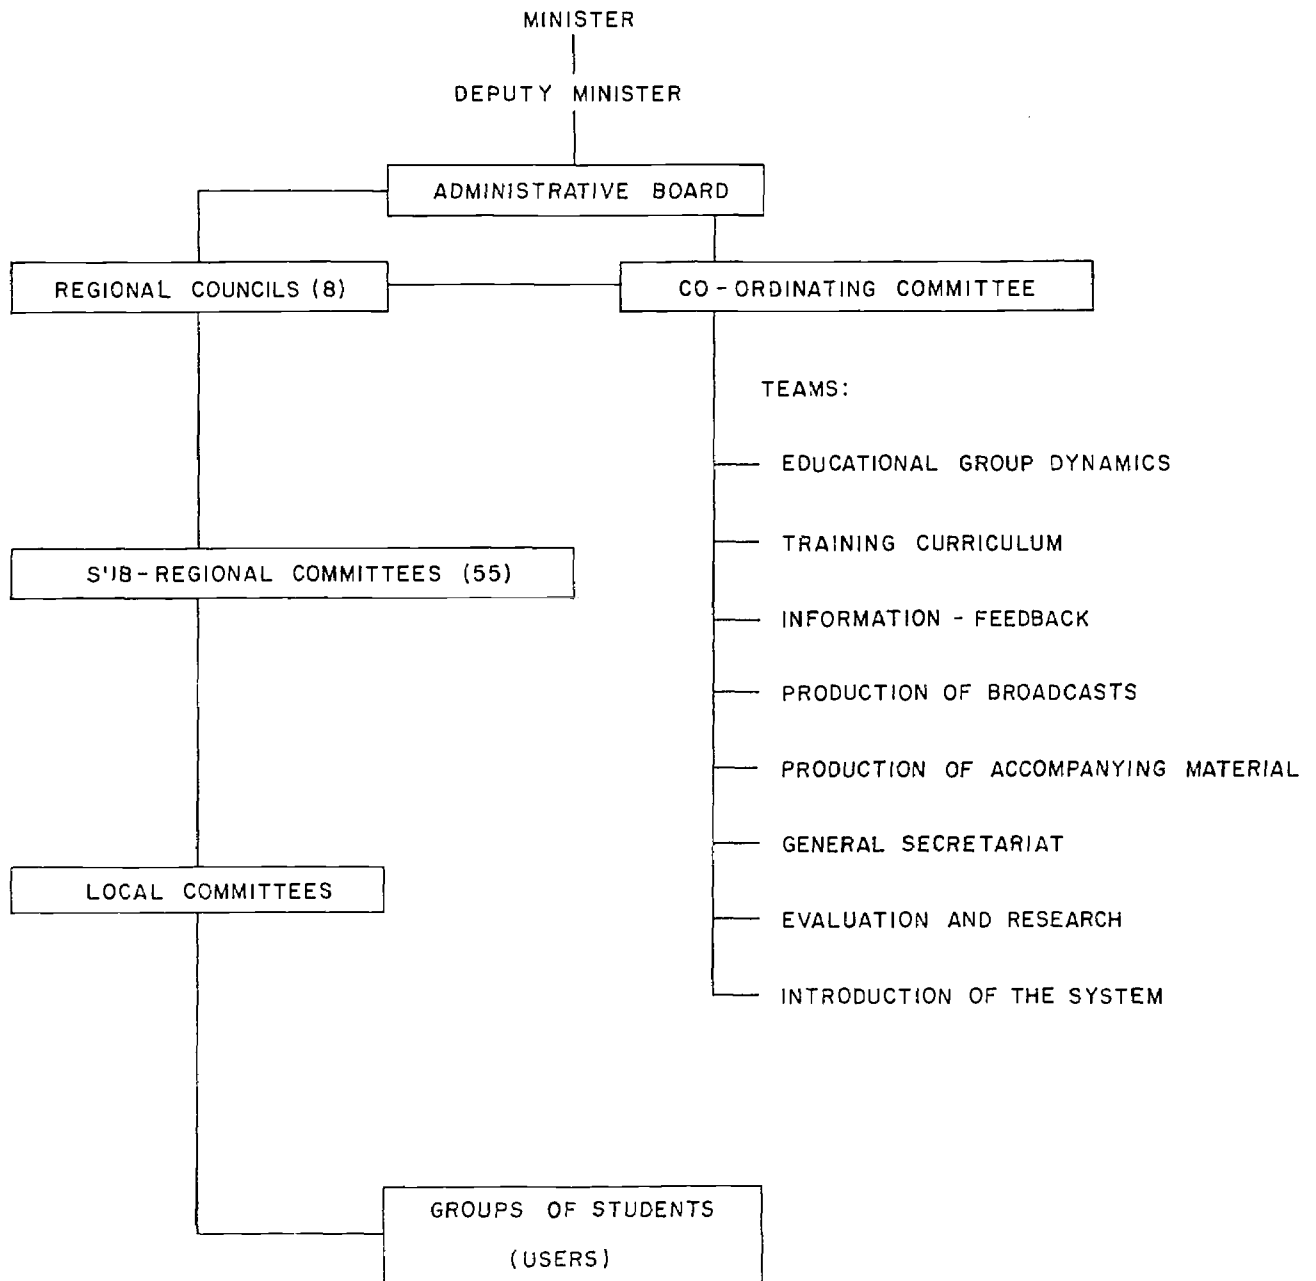 MINISTER
DEPUTY MINISTER
ADMINISTRATIVE BOARD
REGIONAL COUNCILS (8)
CO-ORDINATING COMMITTEE
TEAMS:
EDUCATIONAL GROUP DYNAMICS
TRAINING CURRICULUM
SUB-REGIONAL COMMITTEES (55)
INFORMATION - FEEDBACK
PRODUCTION OF BROADCASTS
PRODUCTION OF ACCOMPANYING MATERIAL
GENERAL SECRETARIAT
LOCAL COMMITTEES
EVALUATION AND RESEARCH
INTRODUCTION OF THE SYSTEM
GROUPS OF STUDENTS
(USERS)